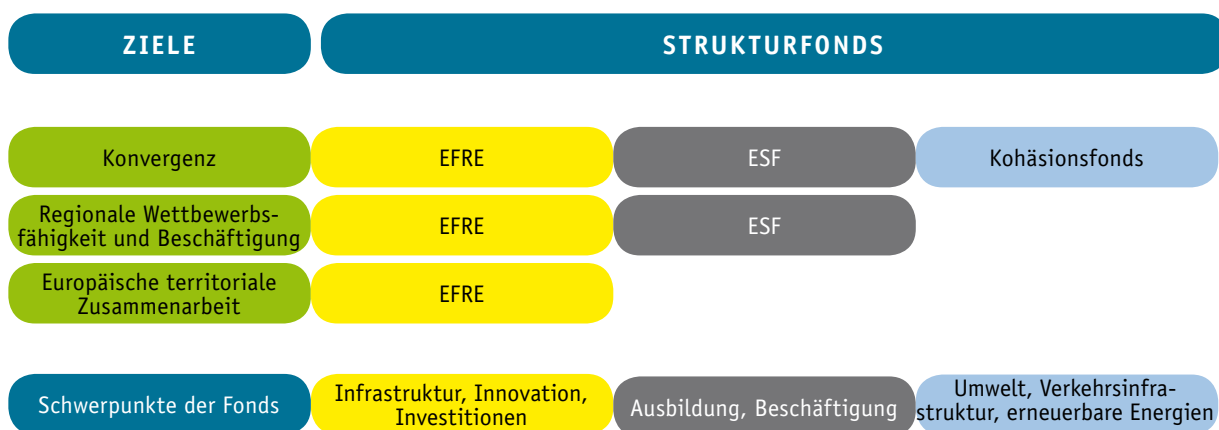 ZIELE
STRUKTURFONDS
Konvergenz
EFRE
ESF
Kohäsionsfonds
Regionale Wettbewerbs-
fähigkeit und Beschäftigung
EFRE
ESF
Europäische territoriale
Zusammenarbeit
EFRE
Schwerpunkte der Fonds
Infrastruktur, Innovation,
Investitionen
Ausbildung, Beschäftigung
Umwelt, Verkehrsinfra-
struktur, erneuerbare Energien